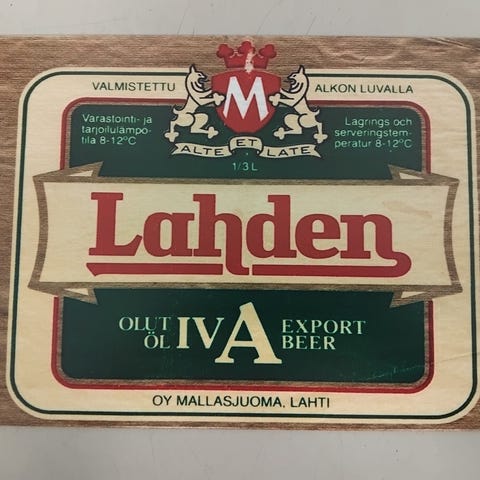 VALMISTETTU ALKON LUVALLA
M
Varastointi- ja
tarjoilulämpö-
tila 8-12°C
Lagrings och
serveringstem-
peratur 8-12°C
ALTE ET LATE
1/3 L
Lahden
OLUT
ÖL
IVA
EXPORT
BEER
OY MALLASJUOMA, LAHTI